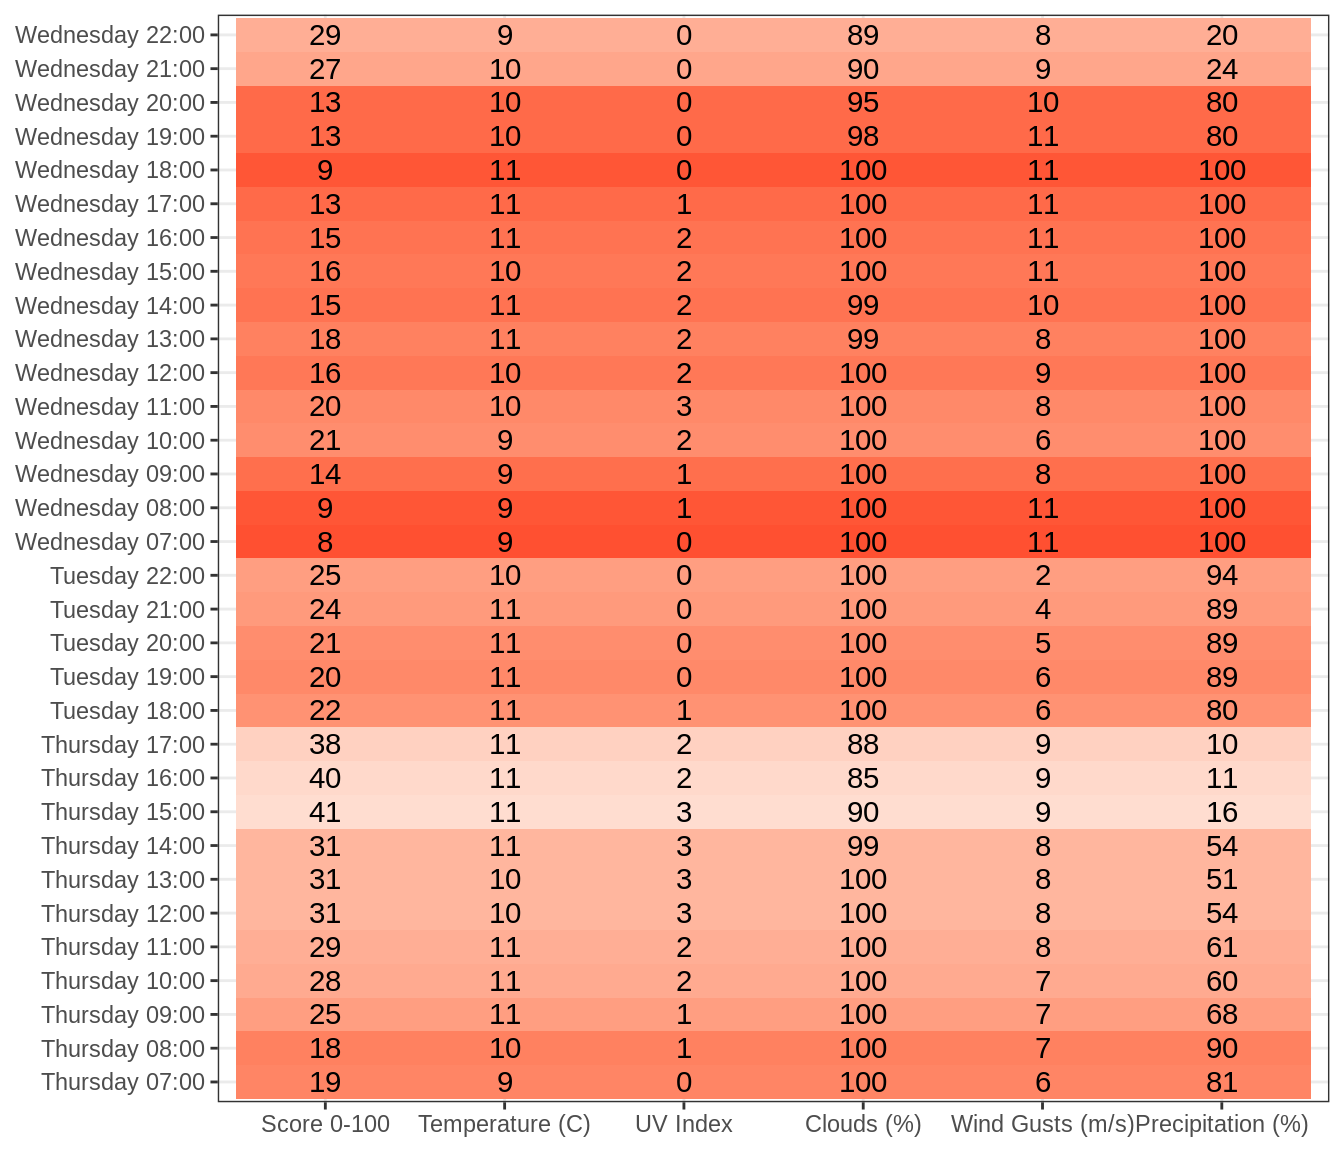 Wednesday 22:00 29 9 0 89 8 20
Wednesday 21:00 27 10 0 90 9 24
Wednesday 20:00 13 10 0 95 10 80
Wednesday 19:00 13 10 0 98 11 80
Wednesday 18:00 9 11 0 100 11 100
Wednesday 17:00 13 11 1 100 11 100
Wednesday 16:00 15 11 2 100 11 100
Wednesday 15:00 16 10 2 100 11 100
Wednesday 14:00 15 11 2 99 10 100
Wednesday 13:00 18 11 2 99 8 100
Wednesday 12:00 16 10 2 100 9 100
Wednesday 11:00 20 10 3 100 8 100
Wednesday 10:00 21 9 2 100 6 100
Wednesday 09:00 14 9 1 100 8 100
Wednesday 08:00 9 9 1 100 11 100
Wednesday 07:00 8 9 0 100 11 100
Tuesday 22:00 25 10 0 100 2 94
Tuesday 21:00 24 11 0 100 4 89
Tuesday 20:00 21 11 0 100 5 89
Tuesday 19:00 20 11 0 100 6 89
Tuesday 18:00 22 11 1 100 6 80
Thursday 17:00 38 11 2 88 9 10
Thursday 16:00 40 11 2 85 9 11
Thursday 15:00 41 11 3 90 9 16
Thursday 14:00 31 11 3 99 8 54
Thursday 13:00 31 10 3 100 8 51
Thursday 12:00 31 10 3 100 8 54
Thursday 11:00 29 11 2 100 8 61
Thursday 10:00 28 11 2 100 7 60
Thursday 09:00 25 11 1 100 7 68
Thursday 08:00 18 10 1 100 7 90
Thursday 07:00 19 9 0 100 6 81
Score 0-100 Temperature (C) UV Index Clouds (%) Wind Gusts (m/s) Precipitation (%)